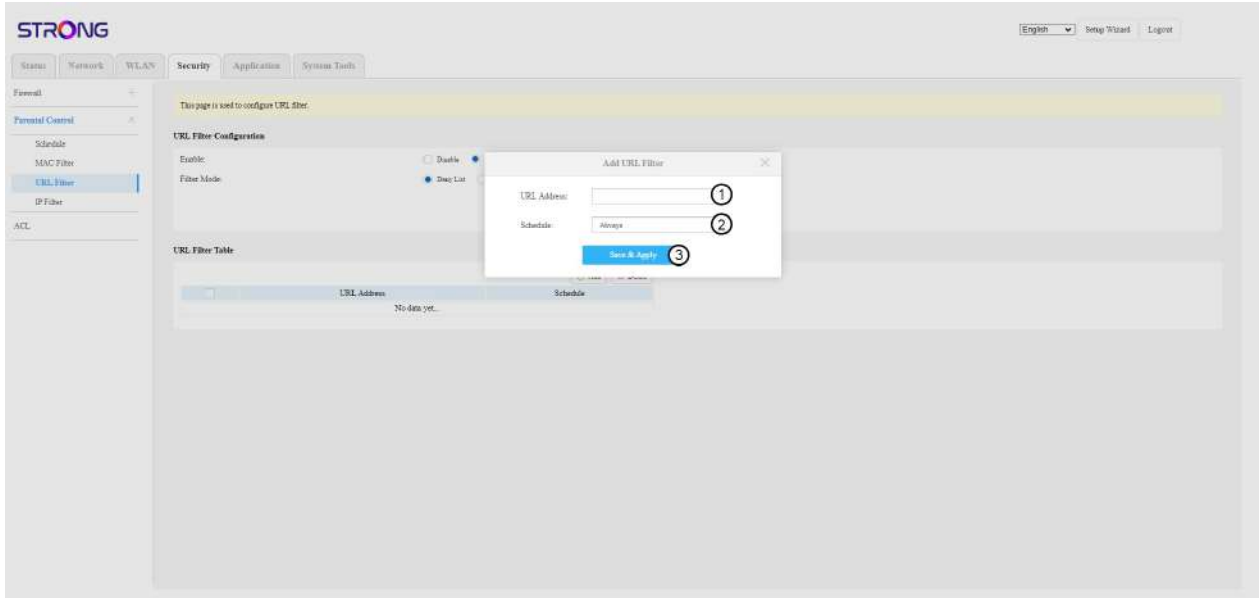 STRONG
English Setup Wizard Logout
Status Network WLAN Security Application System Tools
Firewall
Parental Control
Schedule
MAC Filter
URL Filter
IP Filter
ACL
This page is used to configure URL filter.
URL Filter Configuration
Enable: Disable
Filter Mode: Deny List
Add URL Filter
URL Address: 1
Schedule: Always 2
Save & Apply 3
URL Filter Table
URL Address Schedule
No data yet...